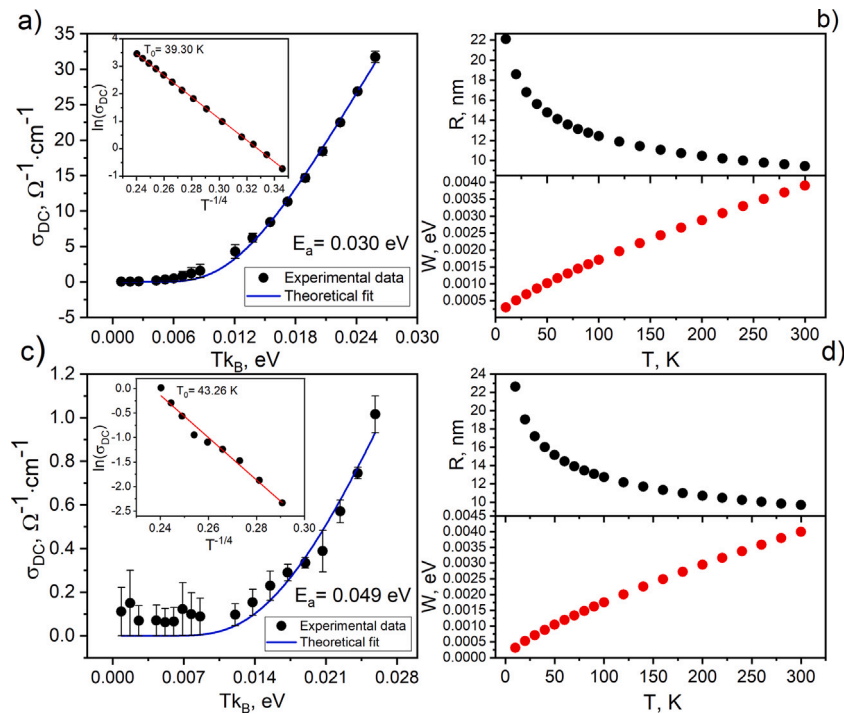 a)
35
30
25
20
15
10
5
0
-5
σDC, Ω⁻¹·cm⁻¹
0.000 0.006 0.012 0.018 0.024 0.030
TkB, eV
T0= 39.30 K
4
3
2
1
0
-1
ln(σDC)
0.24 0.26 0.28 0.30 0.32 0.34
T⁻¹/⁴
Ea= 0.030 eV
Experimental data
Theoretical fit
b)
22
20
18
16
14
12
10
R, nm
0.0040
0.0035
0.0030
0.0025
0.0020
0.0015
0.0010
0.0005
W, eV
0 50 100 150 200 250 300
T, K
c)
1.2
1.0
0.8
0.6
0.4
0.2
0.0
σDC, Ω⁻¹·cm⁻¹
0.000 0.007 0.014 0.021 0.028
TkB, eV
T0= 43.26 K
0.0
-0.5
-1.0
-1.5
-2.0
-2.5
ln(σDC)
0.24 0.26 0.28 0.30
T⁻¹/⁴
Ea= 0.049 eV
Experimental data
Theoretical fit
d)
24
22
20
18
16
14
12
10
R, nm
0.0045
0.0040
0.0035
0.0030
0.0025
0.0020
0.0015
0.0010
0.0005
0.0000
W, eV
0 50 100 150 200 250 300
T, K